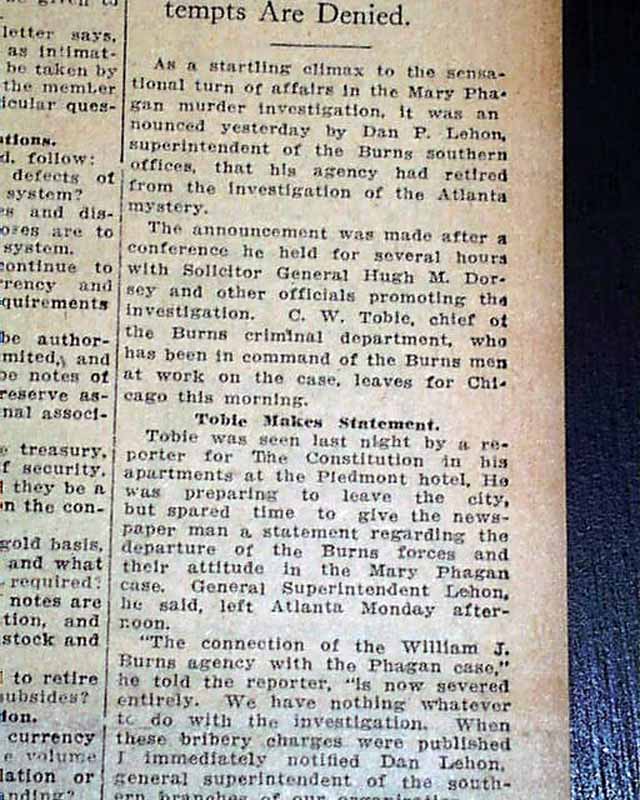 letter says,
as intimat-
be taken by
the member
icular ques-
ations.
d, follow:
defects of
system?
es and dis-
oses are to
system.
continue to
rrency and
quirements
be author-
mited, and
be notes of
reserve as-
nal associ-
e treasury,
f security,
d they be a
n the con-
gold basis,
and what
required?
notes are
tion, and
stock and
d to retire
subsides?
ion.
currency
e volume
lation or
anding?
tempts Are Denied.
As a startling climax to the sensa-
tional turn of affairs in the Mary Pha-
gan murder investigation, it was an
nounced yesterday by Dan P. Lehon,
superintendent of the Burns southern
offices, that his agency had retired
from the investigation of the Atlanta
mystery.
The announcement was made after a
conference he held for several hours
with Solicitor General Hugh M. Dor-
sey and other officials promoting the
investigation. C. W. Tobie, chief of
the Burns criminal department, who
has been in command of the Burns men
at work on the case, leaves for Chi-
cago this morning.
Tobie Makes Statement.
Tobie was seen last night by a re-
porter for The Constitution in his
apartments at the Piedmont hotel. He
was preparing to leave the city,
but spared time to give the news-
paper man a statement regarding the
departure of the Burns forces and
their attitude in the Mary Phagan
case. General Superintendent Lehon,
he said, left Atlanta Monday after-
noon.
"The connection of the William J.
Burns agency with the Phagan case,"
he told the reporter, "is now severed
entirely. We have nothing whatever
to do with the investigation. When
these bribery charges were published
I immediately notified Dan Lehon,
general superintendent of the south-
ern branches of our